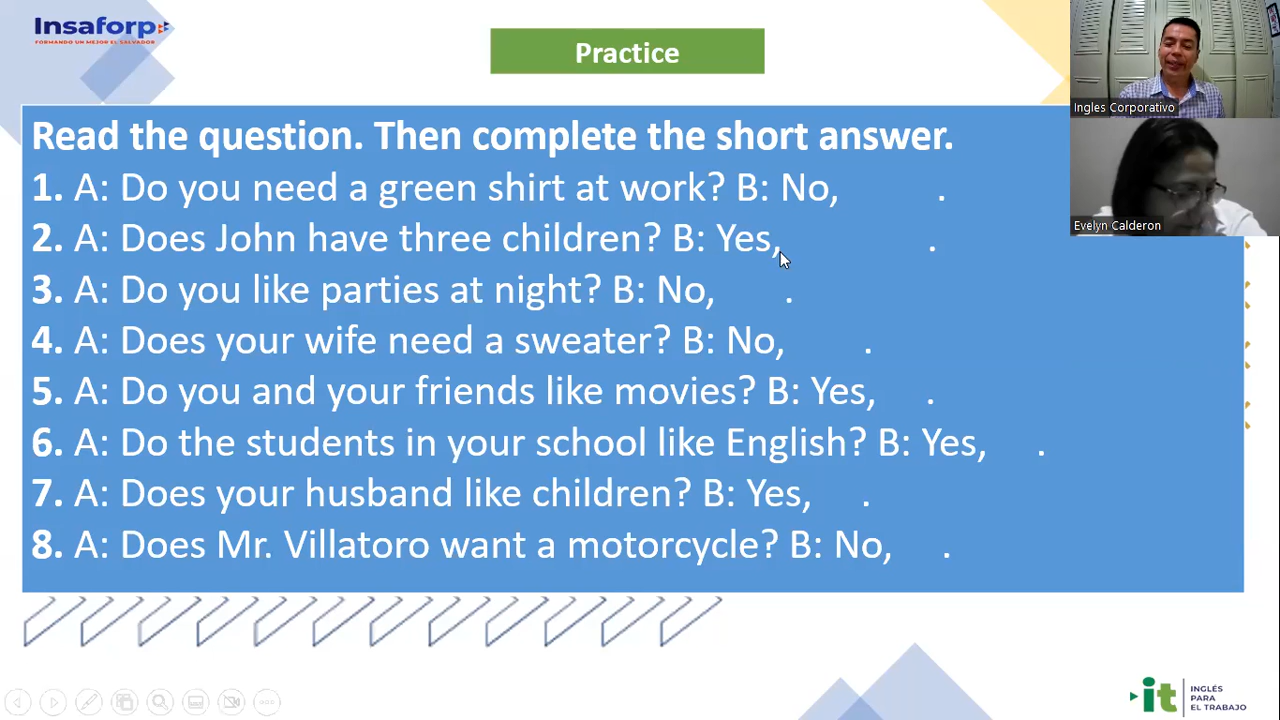 Insaforp
FORMANDO UN MEJOR EL SALVADOR
Practice
Ingles Corporativo
Evelyn Calderon
Read the question. Then complete the short answer.
1. A: Do you need a green shirt at work? B: No, .
2. A: Does John have three children? B: Yes, .
3. A: Do you like parties at night? B: No, .
4. A: Does your wife need a sweater? B: No, .
5. A: Do you and your friends like movies? B: Yes, .
6. A: Do the students in your school like English? B: Yes, .
7. A: Does your husband like children? B: Yes, .
8. A: Does Mr. Villatoro want a motorcycle? B: No, .
it
INGLÉS
PARA
EL TRABAJO